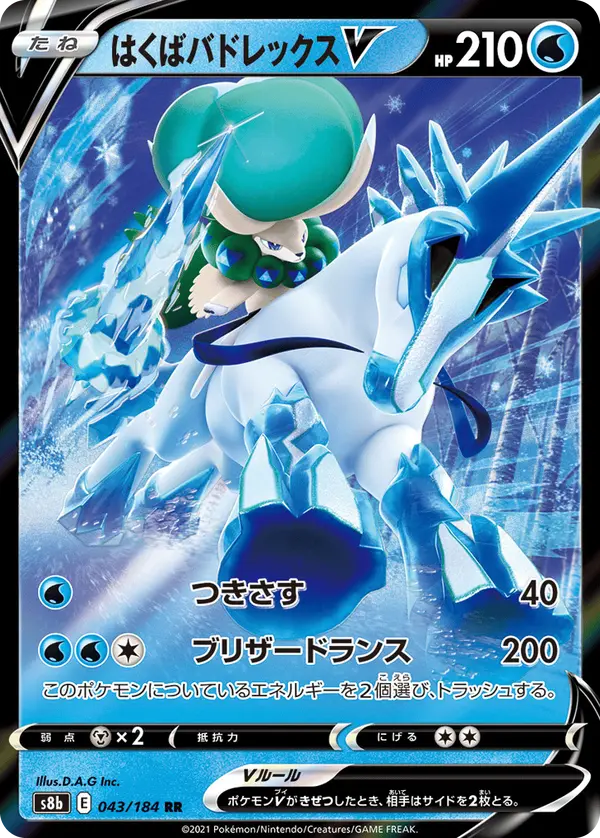 たね はくばバドレックスV HP 210
つきさす 40
ブリザードランス 200
このポケモンについているエネルギーを2個選び、トラッシュする。
弱点 ×2 抵抗力 にげる
Illus.D.A.G Inc.
Vルール
s8b E 043/184 RR
ポケモンVがきぜつしたとき、相手はサイドを2枚とる。
©2021 Pokémon/Nintendo/Creatures/GAME FREAK.